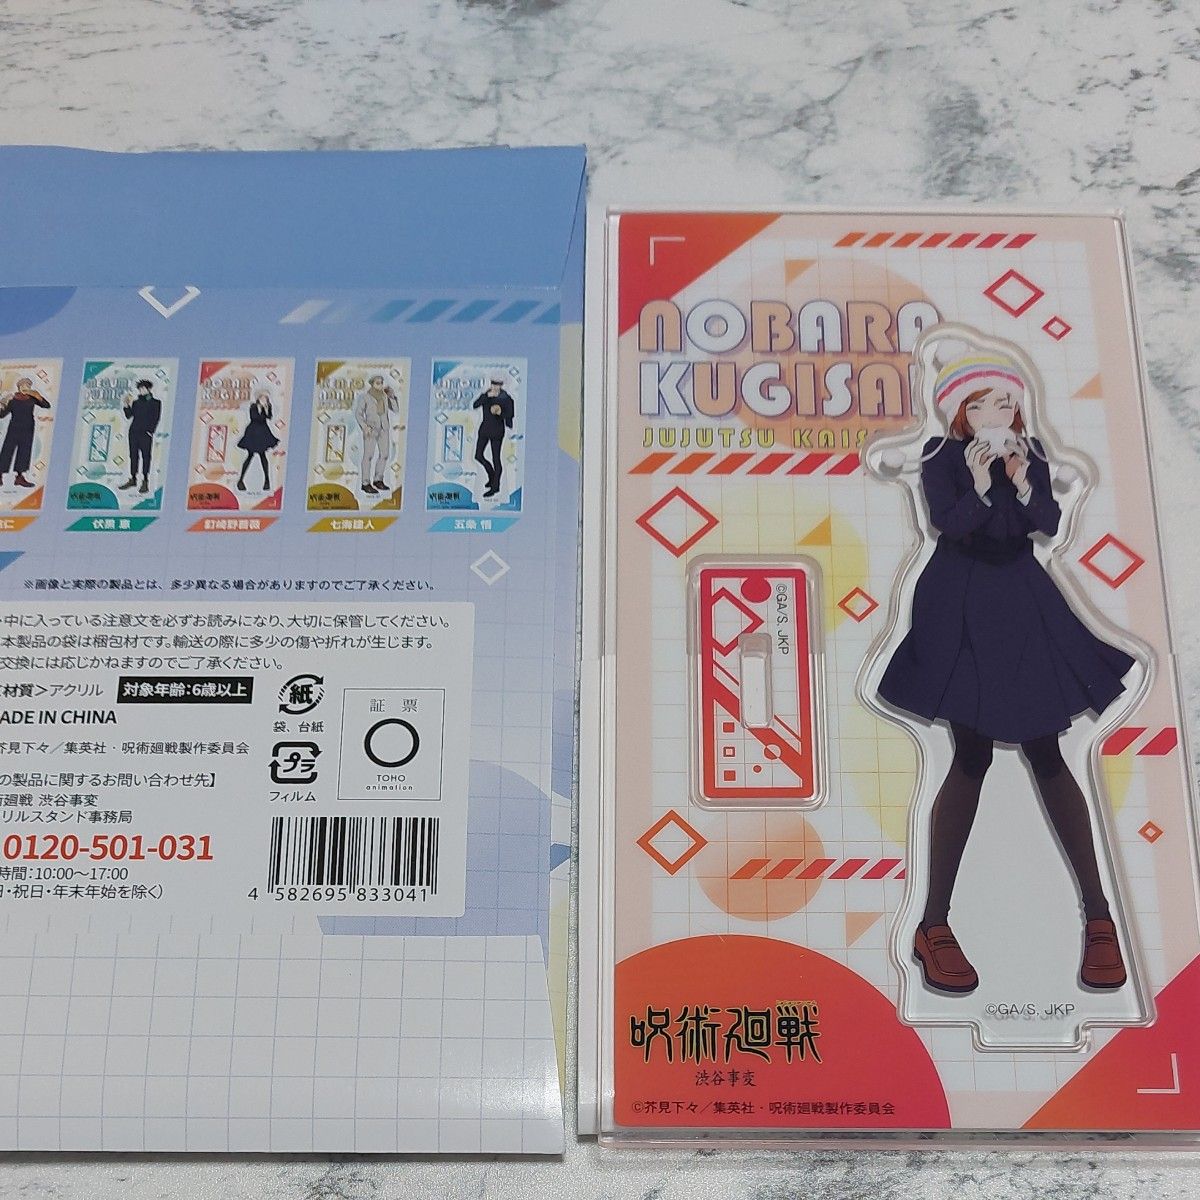 伏黒 恵
釘崎野薔薇
七海建人
五条 悟
※画像と実際の製品とは、多少異なる場合がありますのでご了承ください。
・中に入っている注意文を必ずお読みになり、大切に保管してください。
本製品の袋は梱包材です。輸送の際に多少の傷や折れが生じます。
交換には応じかねますのでご了承ください。
材質>アクリル 対象年齢:6歳以上
ADE IN CHINA
芥見下々/集英社・呪術廻戦製作委員会
の製品に関するお問い合わせ先】
術廻戦 渋谷事変
リルスタンド事務局
0120-501-031
時間:10:00〜17:00
・祝日・年末年始を除く)
紙
袋、台紙
プラ
フィルム
証 票
TOHO
animation
4 582695 833041
NOBARA
KUGISA
JUJUTSU KAIS
©GA/S, JKP
©GA/S, JKP
呪術廻戦
渋谷事変
©芥見下々/集英社・呪術廻戦製作委員会